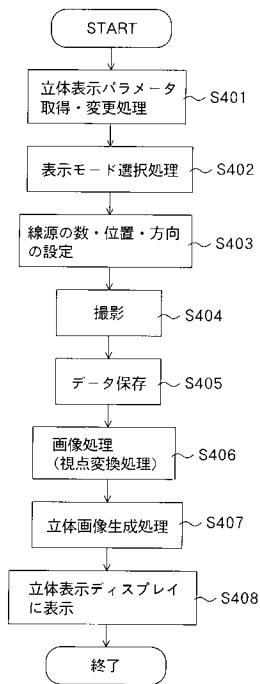 START
立体表示パラメータ
取得・変更処理
S401
表示モード選択処理
S402
線源の数・位置・方向
の設定
S403
撮影
S404
データ保存
S405
画像処理
(視点変換処理)
S406
立体画像生成処理
S407
立体表示ディスプレイ
に表示
S408
終了